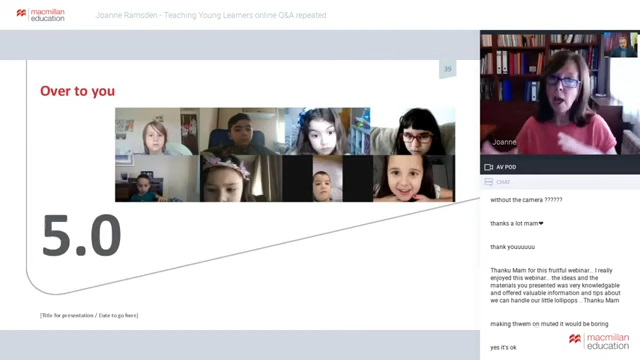 macmillan
education
Joanne Ramsden - Teaching Young Learners online Q&A repeated
39
Over to you
5.0
[Title for presentation / Date to go here]
Joanne
AV POD
CHAT
without the camera ??????
thanks a lot mam❤
thank youuuuuu
Thanku Mam for this fruitful webinar... I really
enjoyed this webinar... the ideas and the
materials you presented was very knowledgable
and offered valuable information and tips about
we can handle our little lollipops .. Thanku Mam
making thwem on muted it would be boring
yes it's ok
macmillan
education